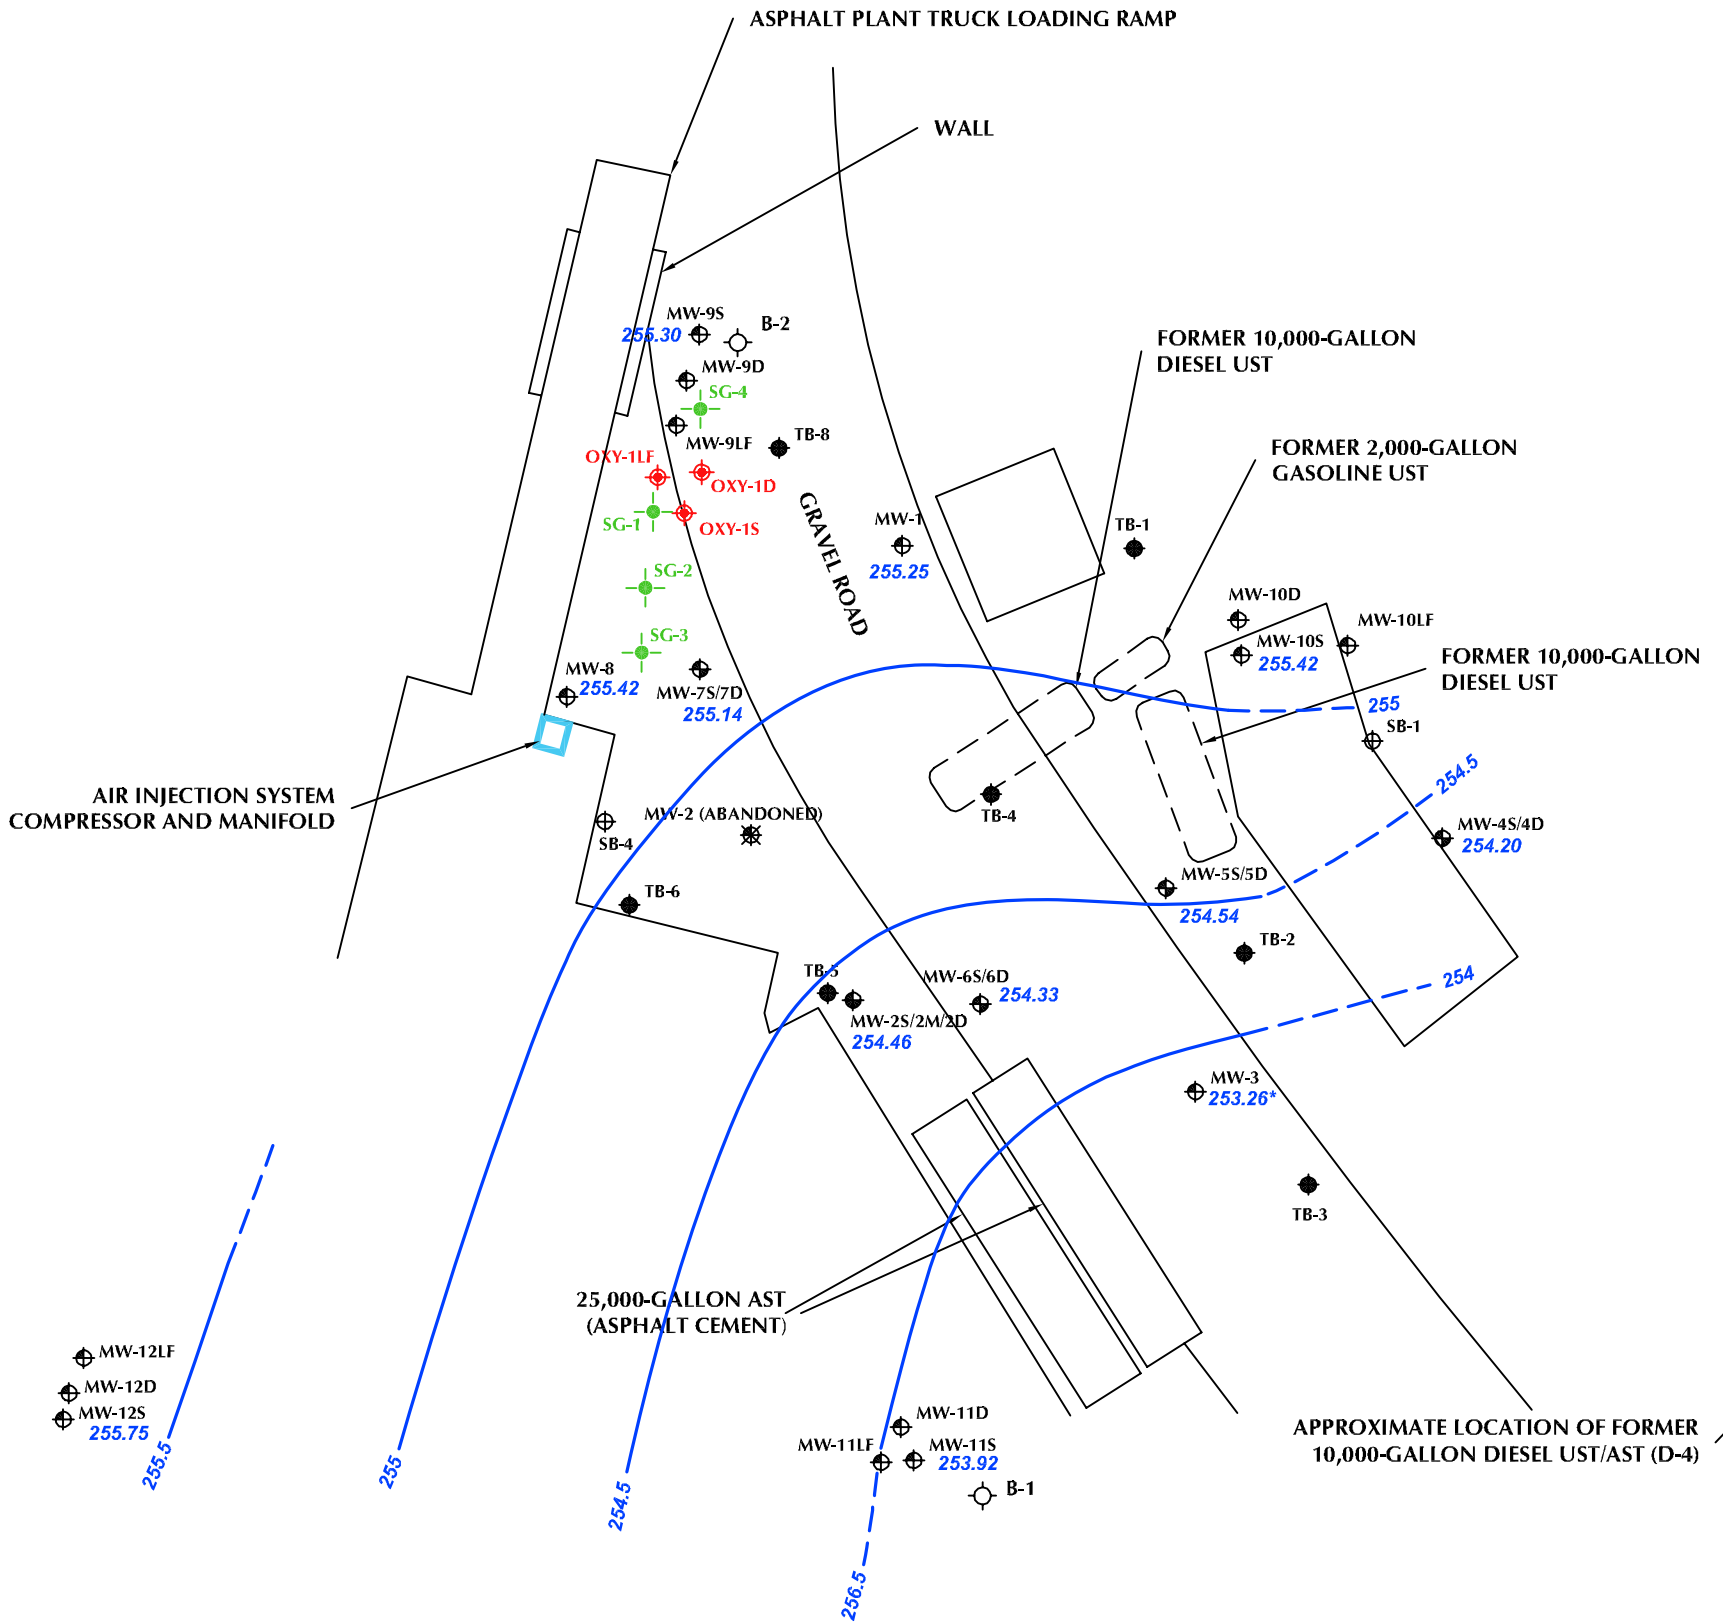 ASPHALT PLANT TRUCK LOADING RAMP
WALL
MW-9S
255.30
B-2
MW-9D
SG-4
MW-9LF
TB-8
OXY-1LF
OXY-1D
SG-1
OXY-1S
SG-2
SG-3
MW-8
255.42
MW-7S/7D
255.14
GRAVEL ROAD
MW-1
255.25
FORMER 10,000-GALLON
DIESEL UST
FORMER 2,000-GALLON
GASOLINE UST
TB-1
MW-10D
MW-10S
255.42
MW-10LF
FORMER 10,000-GALLON
DIESEL UST
255
SB-1
254.5
MW-4S/4D
254.20
AIR INJECTION SYSTEM
COMPRESSOR AND MANIFOLD
SB-4
MW-2 (ABANDONED)
TB-4
TB-6
MW-5S/5D
254.54
TB-2
TB-5
MW-2S/2M/2D
254.46
MW-6S/6D
254.33
254
MW-3
253.26*
TB-3
25,000-GALLON AST
(ASPHALT CEMENT)
MW-12LF
MW-12D
MW-12S
255.75
255.5
255
254.5
MW-11D
MW-11LF
MW-11S
253.92
B-1
256.5
APPROXIMATE LOCATION OF FORMER
10,000-GALLON DIESEL UST/AST (D-4)